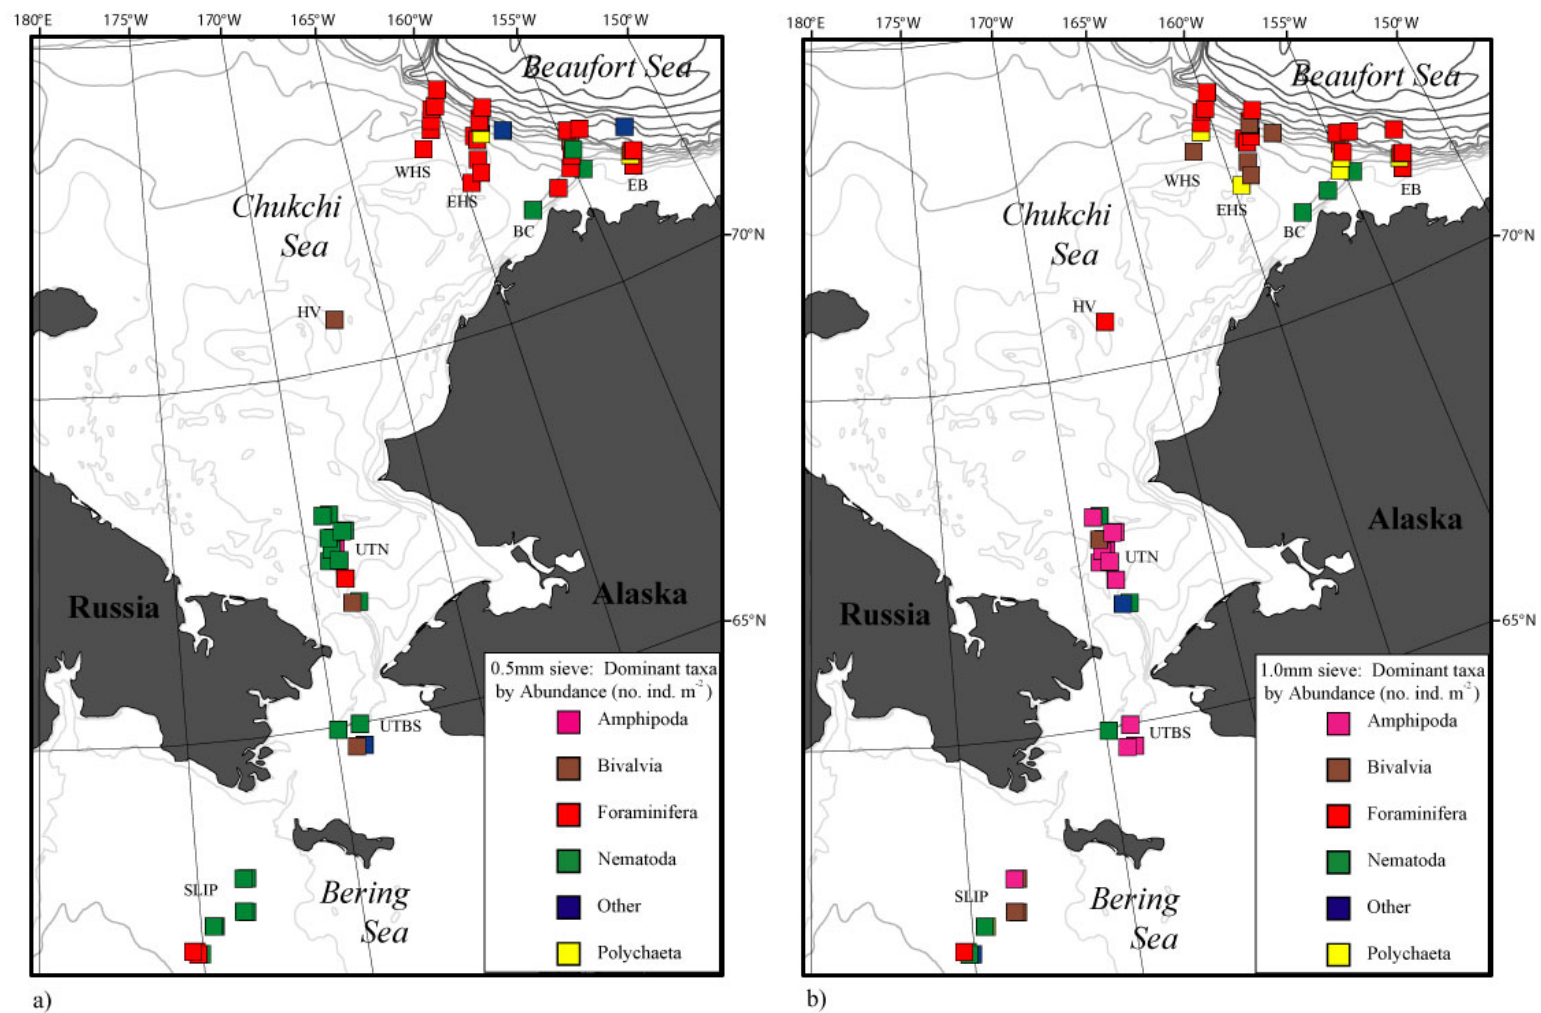 180°E 175°W 170°W 165°W 160°W 155°W 150°W
Beaufort Sea
WHS
EHS
EB
BC
Chukchi
Sea
70°N
HV
UTN
Russia
Alaska
65°N
UTBS
SLIP
Bering
Sea
0.5mm sieve: Dominant taxa
by Abundance (no. ind. m⁻²)
Amphipoda
Bivalvia
Foraminifera
Nematoda
Other
Polychaeta
a)
180°E 175°W 170°W 165°W 160°W 155°W 150°W
Beaufort Sea
WHS
EHS
EB
BC
Chukchi
Sea
70°N
HV
Alaska
UTN
Russia
65°N
UTBS
SLIP
Bering
Sea
1.0mm sieve: Dominant taxa
by Abundance (no. ind. m⁻²)
Amphipoda
Bivalvia
Foraminifera
Nematoda
Other
Polychaeta
b)